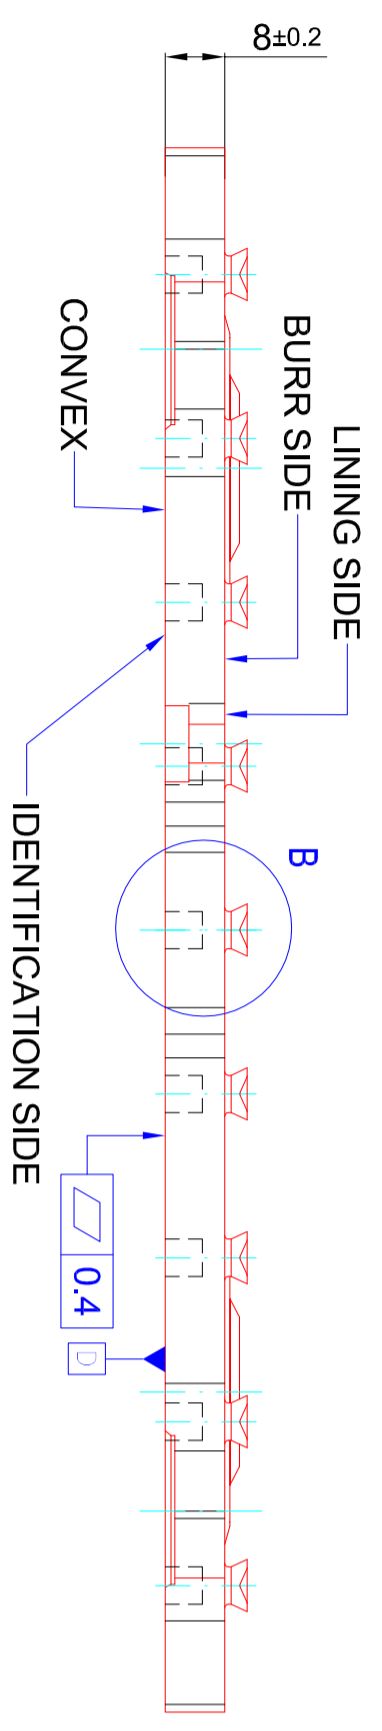 8±0.2
LINING SIDE
BURR SIDE
CONVEX
B
IDENTIFICATION SIDE
0.4
D